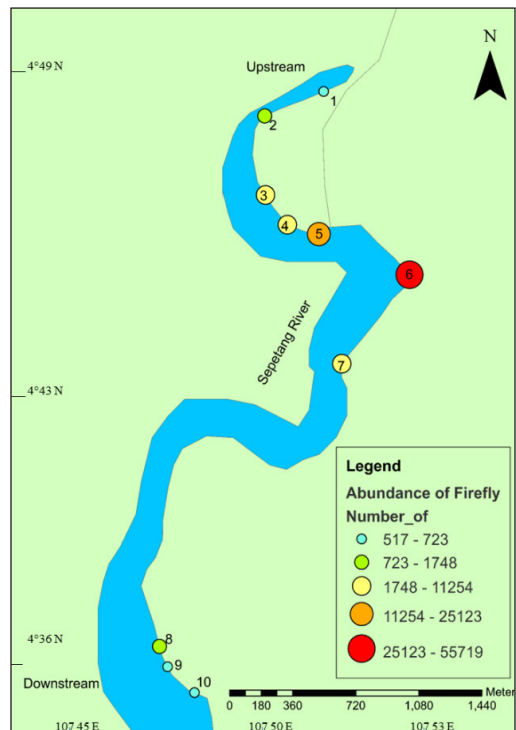 4°49 N
Upstream
N
1
2
3
4
5
6
Sepetang River
7
4°43 N
Legend
Abundance of Firefly
Number_of
517 - 723
723 - 1748
1748 - 11254
11254 - 25123
25123 - 55719
4°36 N
8
9
Downstream
10
Meter
0 180 360 720 1,080 1,440
107 45 107 50 107 53